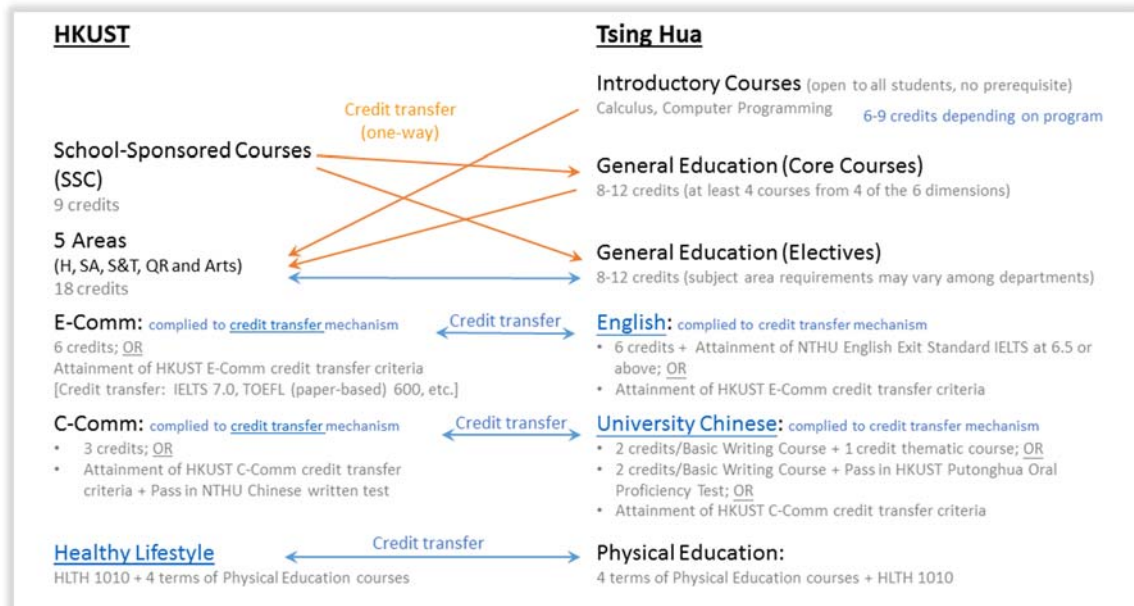 HKUST
Tsing Hua
Introductory Courses (open to all students, no prerequisite)
Calculus, Computer Programming
6-9 credits depending on program
Credit transfer
(one-way)
School-Sponsored Courses
(SSC)
9 credits
General Education (Core Courses)
8-12 credits (at least 4 courses from 4 of the 6 dimensions)
5 Areas
(H, SA, S&T, QR and Arts)
18 credits
General Education (Electives)
8-12 credits (subject area requirements may vary among departments)
E-Comm: complied to credit transfer mechanism
6 credits; OR
Attainment of HKUST E-Comm credit transfer criteria
[Credit transfer: IELTS 7.0, TOEFL (paper-based) 600, etc.]
Credit transfer
English: complied to credit transfer mechanism
• 6 credits + Attainment of NTHU English Exit Standard IELTS at 6.5 or
above; OR
• Attainment of HKUST E-Comm credit transfer criteria
C-Comm: complied to credit transfer mechanism
• 3 credits; OR
• Attainment of HKUST C-Comm credit transfer
criteria + Pass in NTHU Chinese written test
Credit transfer
University Chinese: complied to credit transfer mechanism
• 2 credits/Basic Writing Course + 1 credit thematic course; OR
• 2 credits/Basic Writing Course + Pass in HKUST Putonghua Oral
Proficiency Test; OR
• Attainment of HKUST C-Comm credit transfer criteria
Healthy Lifestyle
HLTH 1010 + 4 terms of Physical Education courses
Credit transfer
Physical Education:
4 terms of Physical Education courses + HLTH 1010